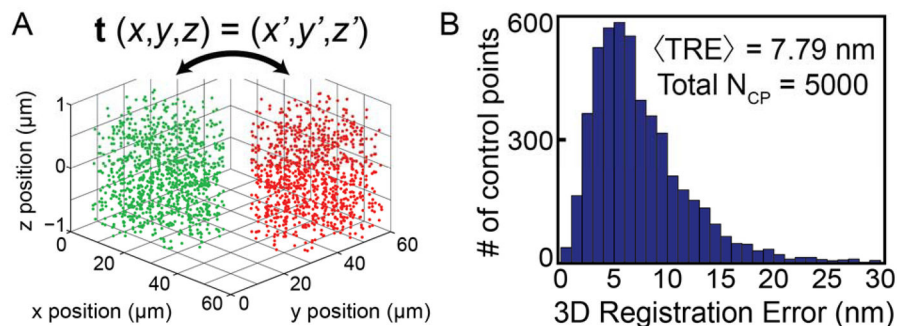 A
t (x,y,z) = (x’,y’,z’)
1
0
−1
z position (μm)
0
20
40
60
x position (μm)
0
20
40
60
y position (μm)
B
600
300
0
# of control points
⟨TRE⟩ = 7.79 nm
Total N_CP = 5000
0 5 10 15 20 25 30
3D Registration Error (nm)